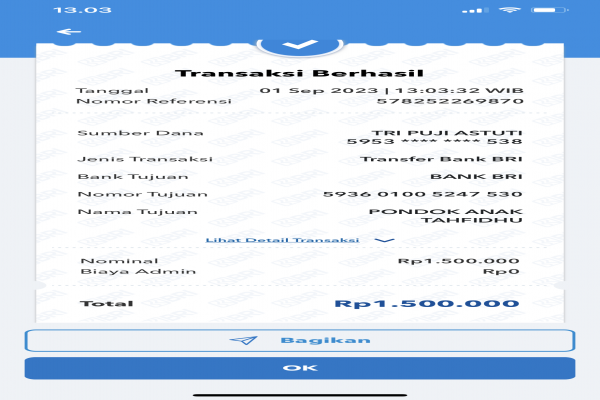 13.03
Transaksi Berhasil
Tanggal 01 Sep 2023 | 13:03:32 WIB
Nomor Referensi 578252269870
Sumber Dana TRI PUJI ASTUTI
5953 **** **** 538
Jenis Transaksi Transfer Bank BRI
Bank Tujuan BANK BRI
Nomor Tujuan 5936 0100 5247 530
Nama Tujuan PONDOK ANAK
TAHFIDHU
Lihat Detail Transaksi
Nominal Rp1.500.000
Biaya Admin Rp0
Total Rp1.500.000
Bagikan
OK